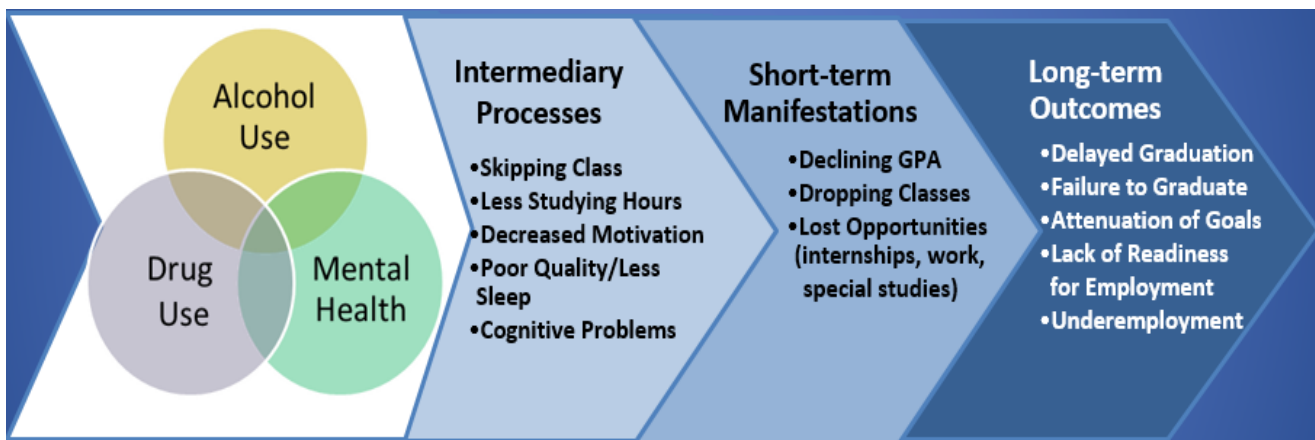 Alcohol
Use
Drug
Use
Mental
Health
Intermediary
Processes
•Skipping Class
•Less Studying Hours
•Decreased Motivation
•Poor Quality/Less
Sleep
•Cognitive Problems
Short-term
Manifestations
•Declining GPA
•Dropping Classes
•Lost Opportunities
(internships, work,
special studies)
Long-term
Outcomes
•Delayed Graduation
•Failure to Graduate
•Attenuation of Goals
•Lack of Readiness
for Employment
•Underemployment